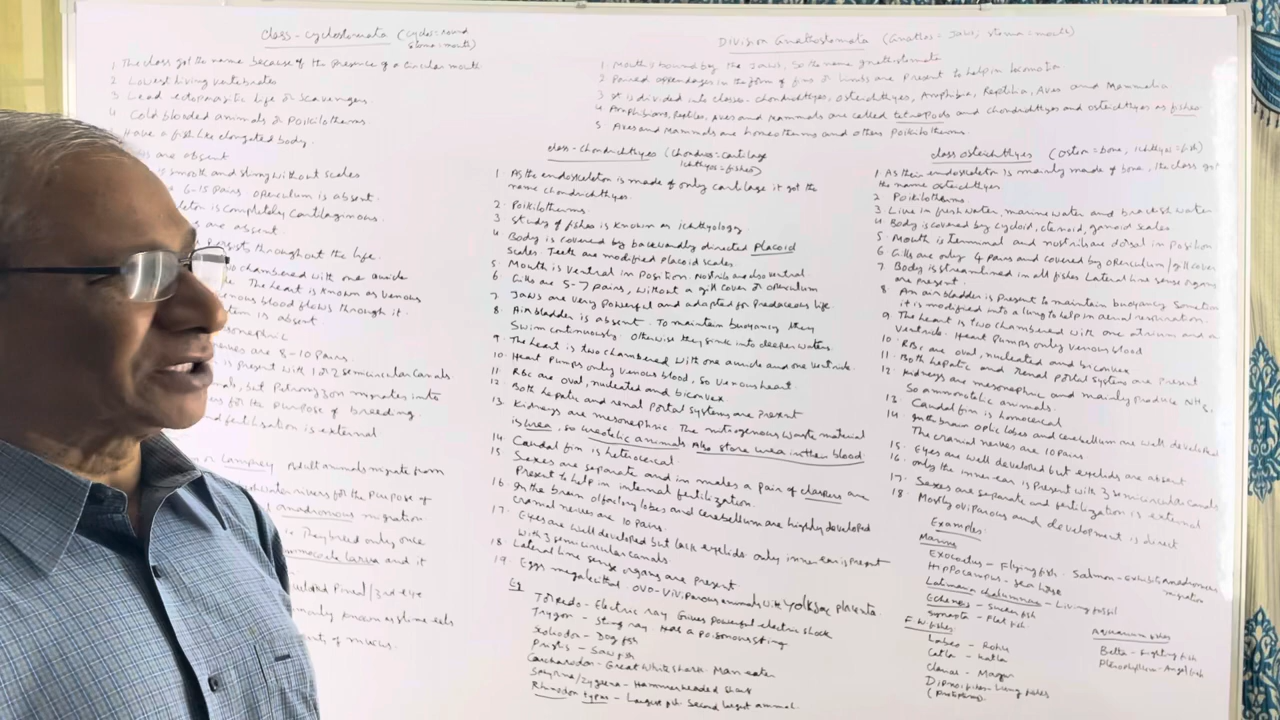 class-cyclostomata (cyclos=round
stoma=mouth)
1 The class got the name because of the presence of a circular mouth
2 Lowest living vertebrates
3 Lead ectoparasitic life or scavengers.
4 Cold blooded animals or Poikilotherms.
Have a fish like elongated body.
are absent
smooth and slimy without scales
6-15 pairs operculum is absent.
is completely cartilaginous.
are absent
throughout the life.
two chambered with one auricle
The heart is known as venous
venous blood flows through it.
is absent
are 8-10 Pairs.
is present with 1 or 2 semicircular canals
but Petromyzon migrates into
for the purpose of breeding.
fertilization is external
Lamprey Adult animals migrate from
rivers for the purpose of
anadromous migration
They breed only once
ammocoete Larva and it
Pineal/3rd eye
known as slime eels
of mucus.
Division Gnathostomata (Gnathos=Jaws, stoma=mouth)
1 Mouth is bound by the Jaws, so the name gnathostomata
2 Paired appendages in the form of fins or limbs are present to help in locomotion
3 It is divided into classes-chondrichthyes, osteichthyes, Amphibia, Reptilia, Aves and Mammalia
4 Amphibians, Reptiles, Aves and mammals are called tetrapods and chondrichthyes and osteichthyes as fishes
5 Aves and Mammals are homeotherms and others Poikilotherms.
class-chondrichthyes (Chondros=cartilage
ichthyos=fishes)
1 As the endoskeleton is made of only cartilage it got the
name chondrichthyes.
2. Poikilotherms
3 Study of fishes is known as ichthyology
4 Body is covered by backwardly directed Placoid
scales. Teeth are modified placoid scales
5 Mouth is ventral in position. Nostrils are also ventral
6 Gills are 5-7 pairs, without a gill cover or operculum
7 Jaws are very powerful and adapted for Predaceous life.
8. Air bladder is absent. To maintain buoyancy they
Swim continuously. otherwise they sink into deeper waters.
9 The heart is two chambered with one auricle and one ventricle.
10. Heart Pumps only venous blood, so venous heart
11. RBC are oval, nucleated and biconvex
12. Both hepatic and renal portal systems are present
13. Kidneys are mesonephric. The nitrogenous waste material
is urea, so ureotelic animals Also store urea in their blood
14. Caudal fin is heterocercal.
15 Sexes are separate and in males a pair of claspers are
Present to help in internal fertilization.
16 In the brain olfactory lobes and cerebellum are highly developed
Cranial nerves are 10 pairs.
17. Eyes are well developed but lack eyelids only inner ear is present
with 3 semicircular canals.
18. Lateral line sense organs are present
19. Eggs megalecithal ovo-viviparous animals with yolk sac placenta
Eg Torpedo-Electric ray Gives powerful electric shock
Trygon - Sting ray Has a poisonous sting
Scoliodon-Dog fish
Pristis - Saw fish
Carcharodon-Great White shark Man eater
Sphyrna/zygaena-Hammer headed Shark
Rhinodon typus - Largest fish Second largest animal.
class osteichthyes (osteon=bone, ichthyes=fish)
1 As their endoskeleton is mainly made of bone, the class got
the name osteichthyes
2 Poikilotherms.
3 Live in fresh water, marine water and brackish water
4 Body is covered by cycloid, ctenoid, ganoid scales
5 Mouth is terminal and nostrils are dorsal in position
6 Gills are only 4 pairs and covered by operculum/gill cover
7 Body is streamlined in all fishes Lateral line sense organs
are present.
8. An air bladder is present to maintain buoyancy
it is modified into a lung to help in aerial respiration.
9. The heart is two chambered with one atrium and
ventricle. Heart pumps only venous blood
10. RBC are oval, nucleated and biconvex
11. Both hepatic and renal portal systems are present
12. Kidneys are mesonephric and mainly produce NH3,
So ammonotelic animals.
13 Caudal fin is homocercal
14. In the brain optic lobes and cerebellum are well developed
The cranial nerves are 10 pairs
15. Eyes are well developed but eyelids are absent
16. only the inner ear is present with 3 semicircular canals
17. Sexes are separate and fertilization is external
18 Mostly oviparous and development is direct
Examples:
Marine
Exocoetus - Flying fish. Salmon-exhibits anadromous
migration
Hippocampus - Sea horse
Latimeria chalumnae - Living fossil
Echeneis - Sucker fish
Synapta - Flat fish.
F.W. fishes
Labeo - Rohu
Catla - katla
Clarias - Magur
Dipnoi fishes-Lung fishes
Aquarium fishes
Betta - Fighting fish
Pterophyllum-Angel fish